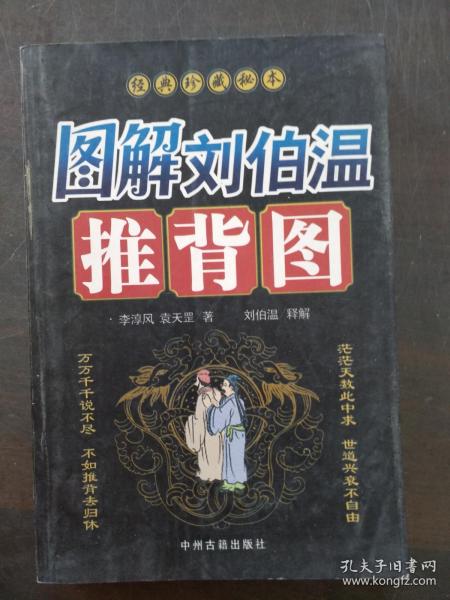 经典珍藏秘本
图解刘伯温
推背图
·李淳风 袁天罡 著 刘伯温 释解
茫茫天数此中求 世道兴衰不自由
万万千千说不尽 不如推背去归休
中州古籍出版社
孔夫子旧书网
www.kongfz.com